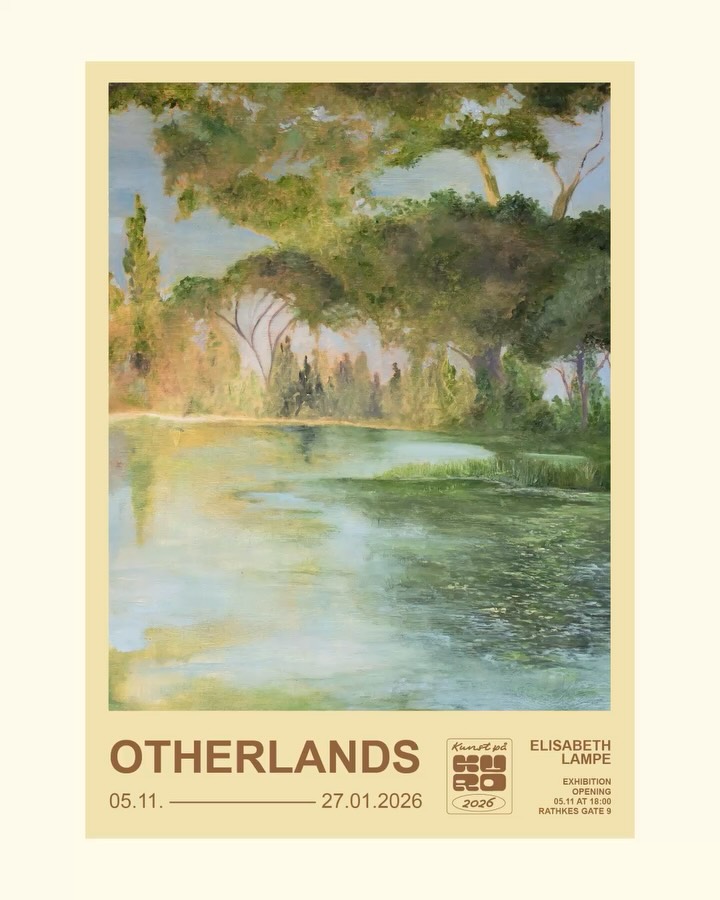 OTHERLANDS
05.11. 27.01.2026
Kunst på
KURO
2026
ELISABETH
LAMPE
EXHIBITION
OPENING
05.11 AT 18:00
RATHKES GATE 9